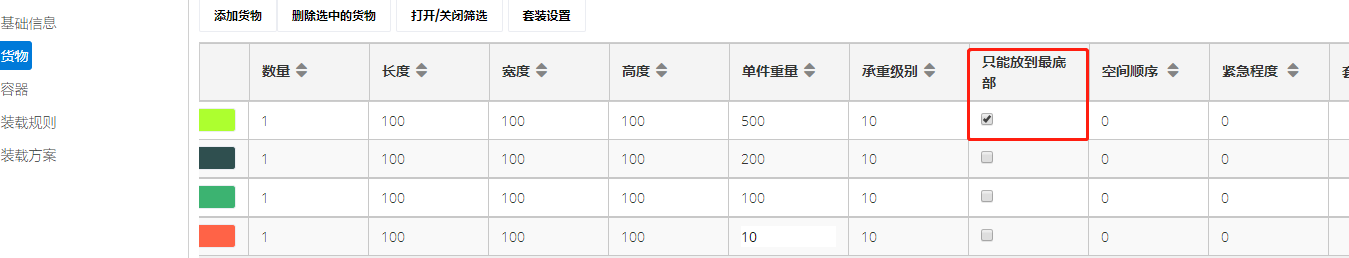 添加货物 删除选中的货物 打开/关闭筛选 套装设置
基础信息
货物
容器
装载规则
装载方案
数量 长度 宽度 高度 单件重量 承重级别 只能放到最底 空间顺序 紧急程度
部
1 100 100 100 500 10 0 0
1 100 100 100 200 10 0 0
1 100 100 100 100 10 0 0
1 100 100 100 10 10 0 0